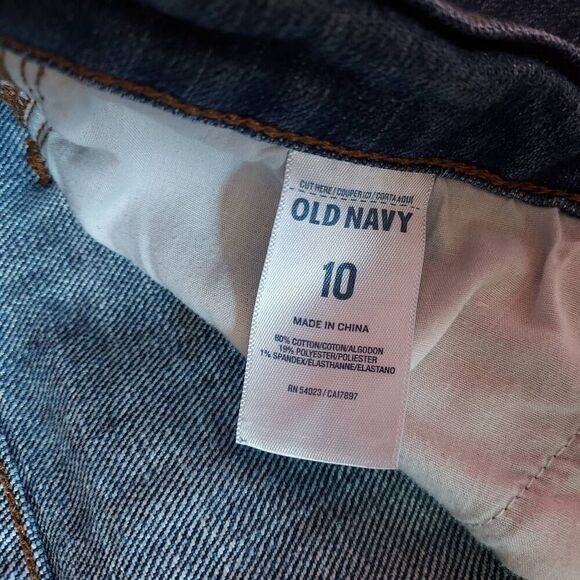 CUT HERE / COUPER ICI / CORTA AQUÍ
OLD NAVY
10
MADE IN CHINA
80% COTTON/COTON/ALGODON
19% POLYESTER/POLIESTER
1% SPANDEX/ELASTHANNE/ELASTANO
RN 54023 / CA17897